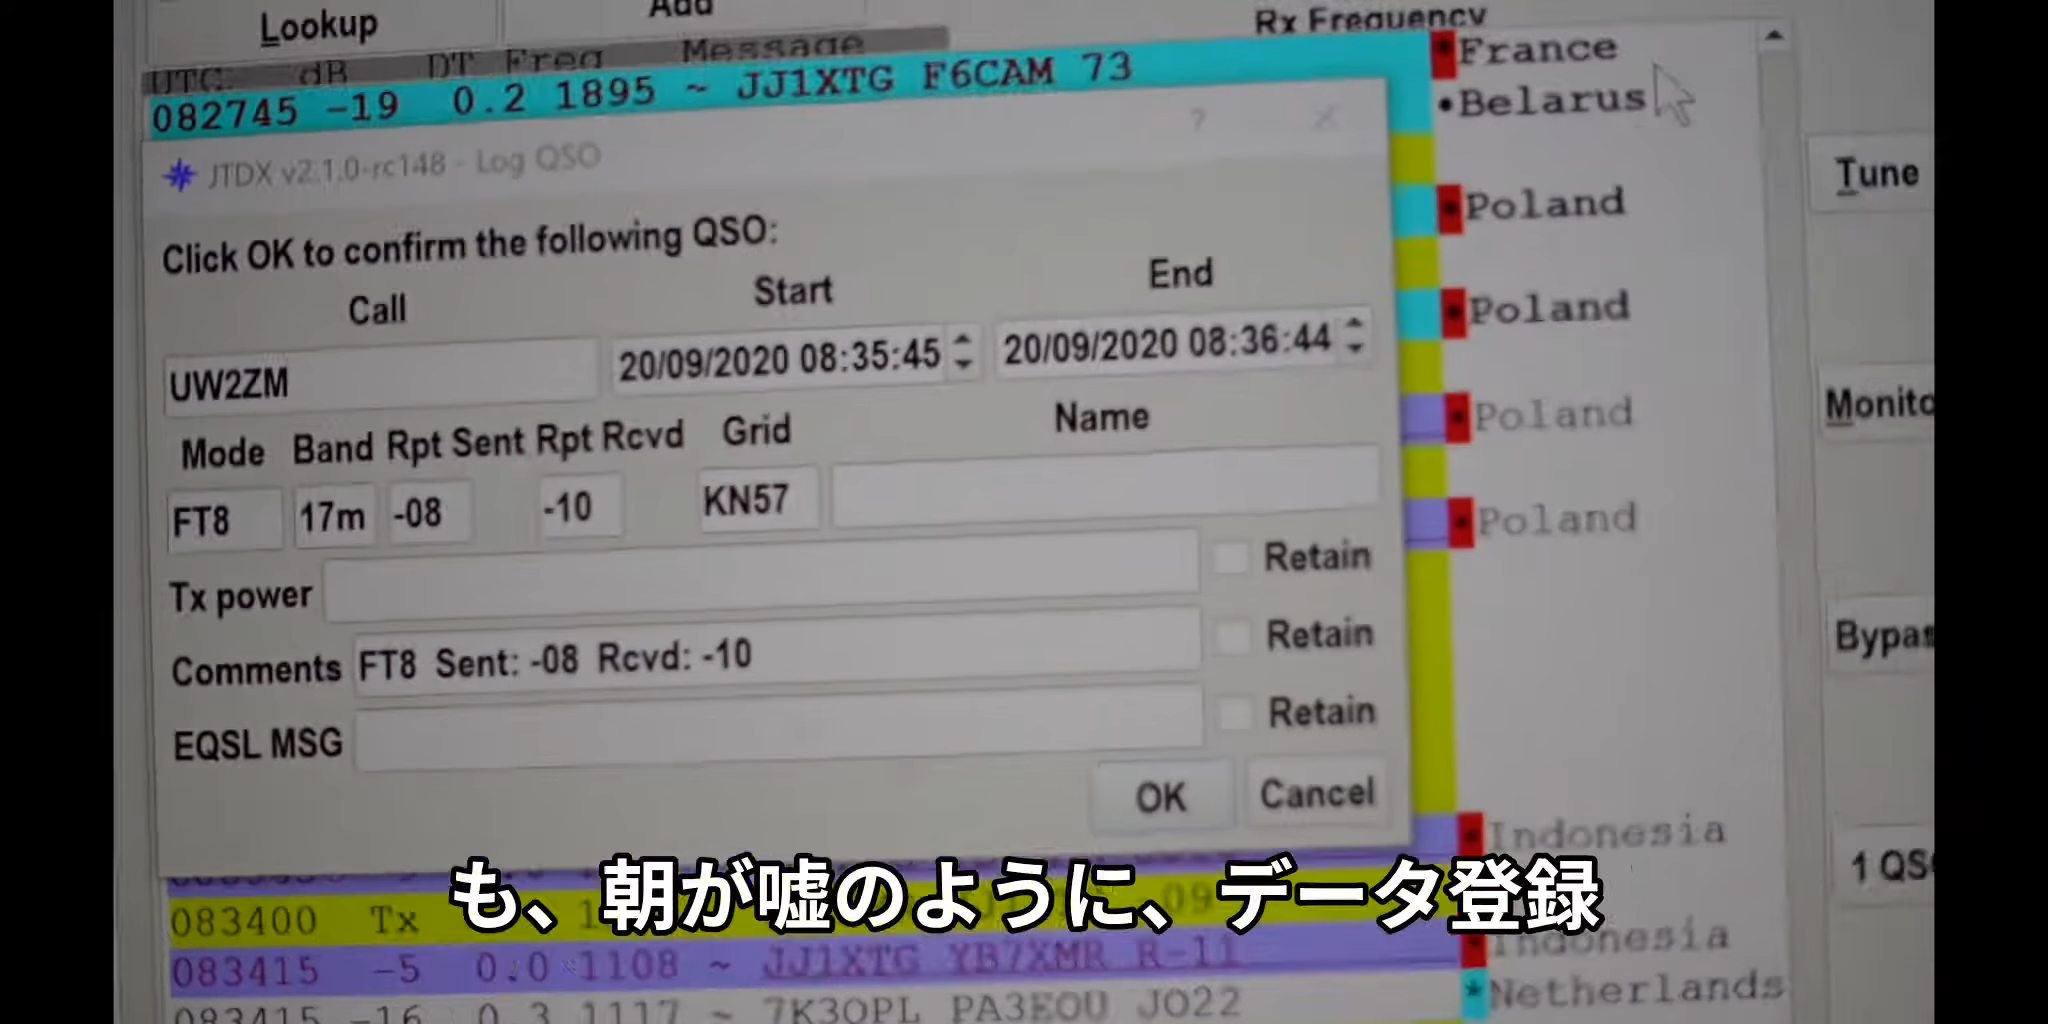 Lookup
Add
Rx Frequency
UTC dB DT Freq Message
082745 -19 0.2 1895 ~ JJ1XTG F6CAM 73
•France
•Belarus
JTDX v2.1.0-rc148 - Log QSO
? ×
Tune
•Poland
Click OK to confirm the following QSO:
Call Start End
•Poland
UW2ZM 20/09/2020 08:35:45 20/09/2020 08:36:44
Monito
•Poland
Mode Band Rpt Sent Rpt Rcvd Grid Name
FT8 17m -08 -10 KN57
•Poland
Tx power Retain
Comments FT8 Sent: -08 Rcvd: -10 Retain
Bypas
EQSL MSG Retain
OK Cancel
•Indonesia
1 QS
も、朝が嘘のように、データ登録
083400 Tx
•Indonesia
083415 -5 0.0 1108 ~ JJ1XTG YB7XMR R-11
*Netherlands
083415 -16 0.3 1117 ~ 7K3OPL PA3EOU JO22